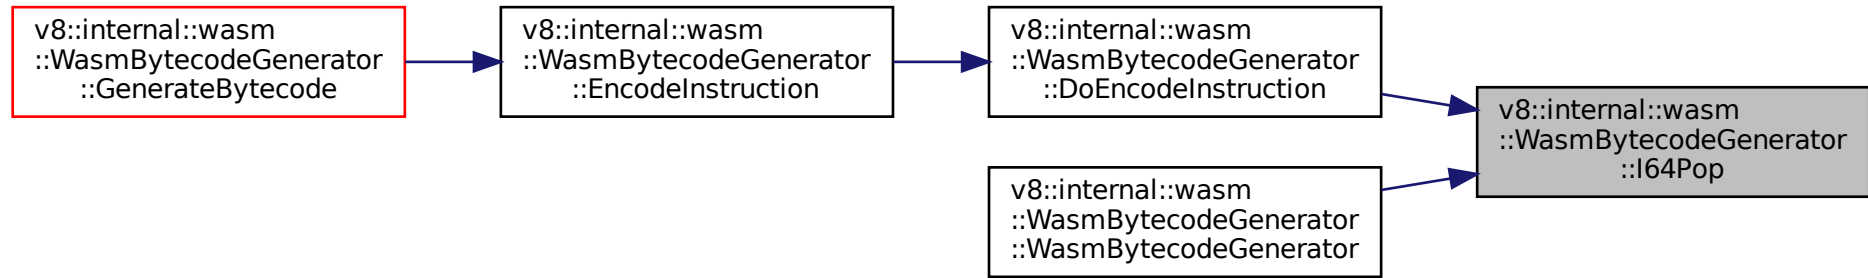 v8::internal::wasm
::WasmBytecodeGenerator
::GenerateBytecode
v8::internal::wasm
::WasmBytecodeGenerator
::EncodeInstruction
v8::internal::wasm
::WasmBytecodeGenerator
::DoEncodeInstruction
v8::internal::wasm
::WasmBytecodeGenerator
::I64Pop
v8::internal::wasm
::WasmBytecodeGenerator
::WasmBytecodeGenerator